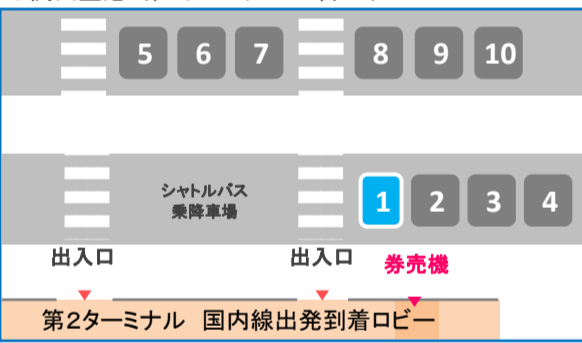 5 6 7 8 9 10
シャトルバス
乗降車場
1 2 3 4
出入口 出入口 券売機
第2ターミナル 国内線出発到着ロビー